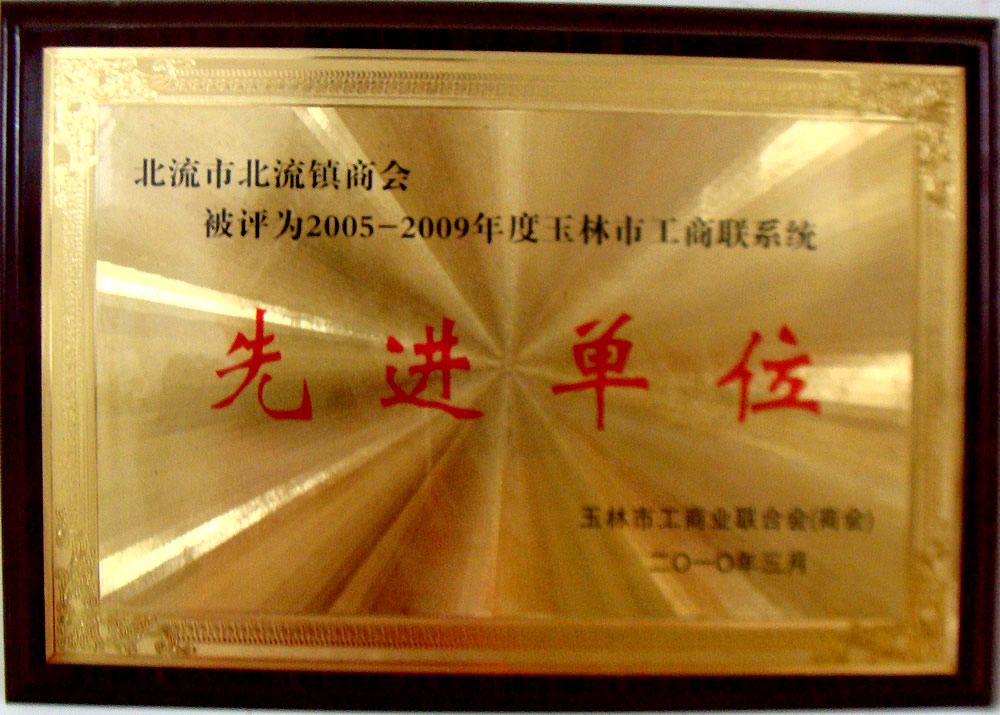 北流市北流镇商会
被评为2005-2009年度玉林市工商联系统
先进单位
玉林市工商业联合会(商会)
二〇一〇年三月